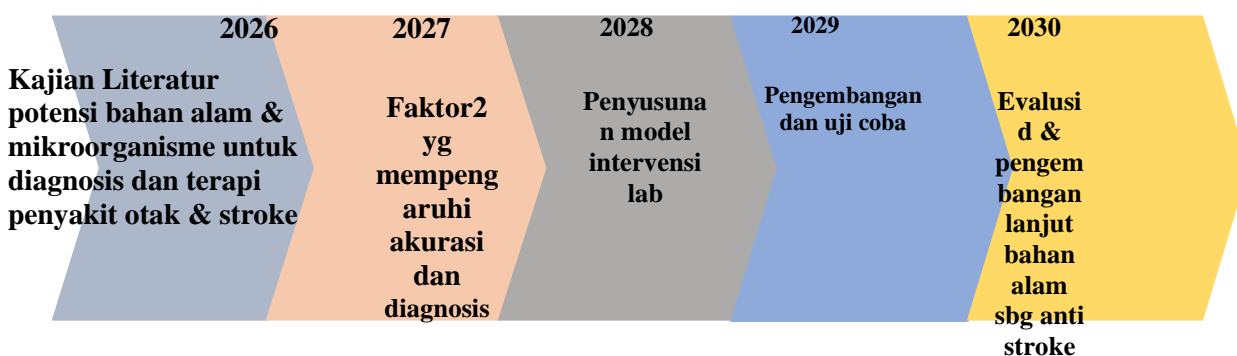 2026
Kajian Literatur
potensi bahan alam &
mikroorganisme untuk
diagnosis dan terapi
penyakit otak & stroke
2027
Faktor2
yg
mempeng
aruhi
akurasi
dan
diagnosis
2028
Penyusuna
n model
intervensi
lab
2029
Pengembangan
dan uji coba
2030
Evalusi
d &
pengem
bangan
lanjut
bahan
alam
sbg anti
stroke